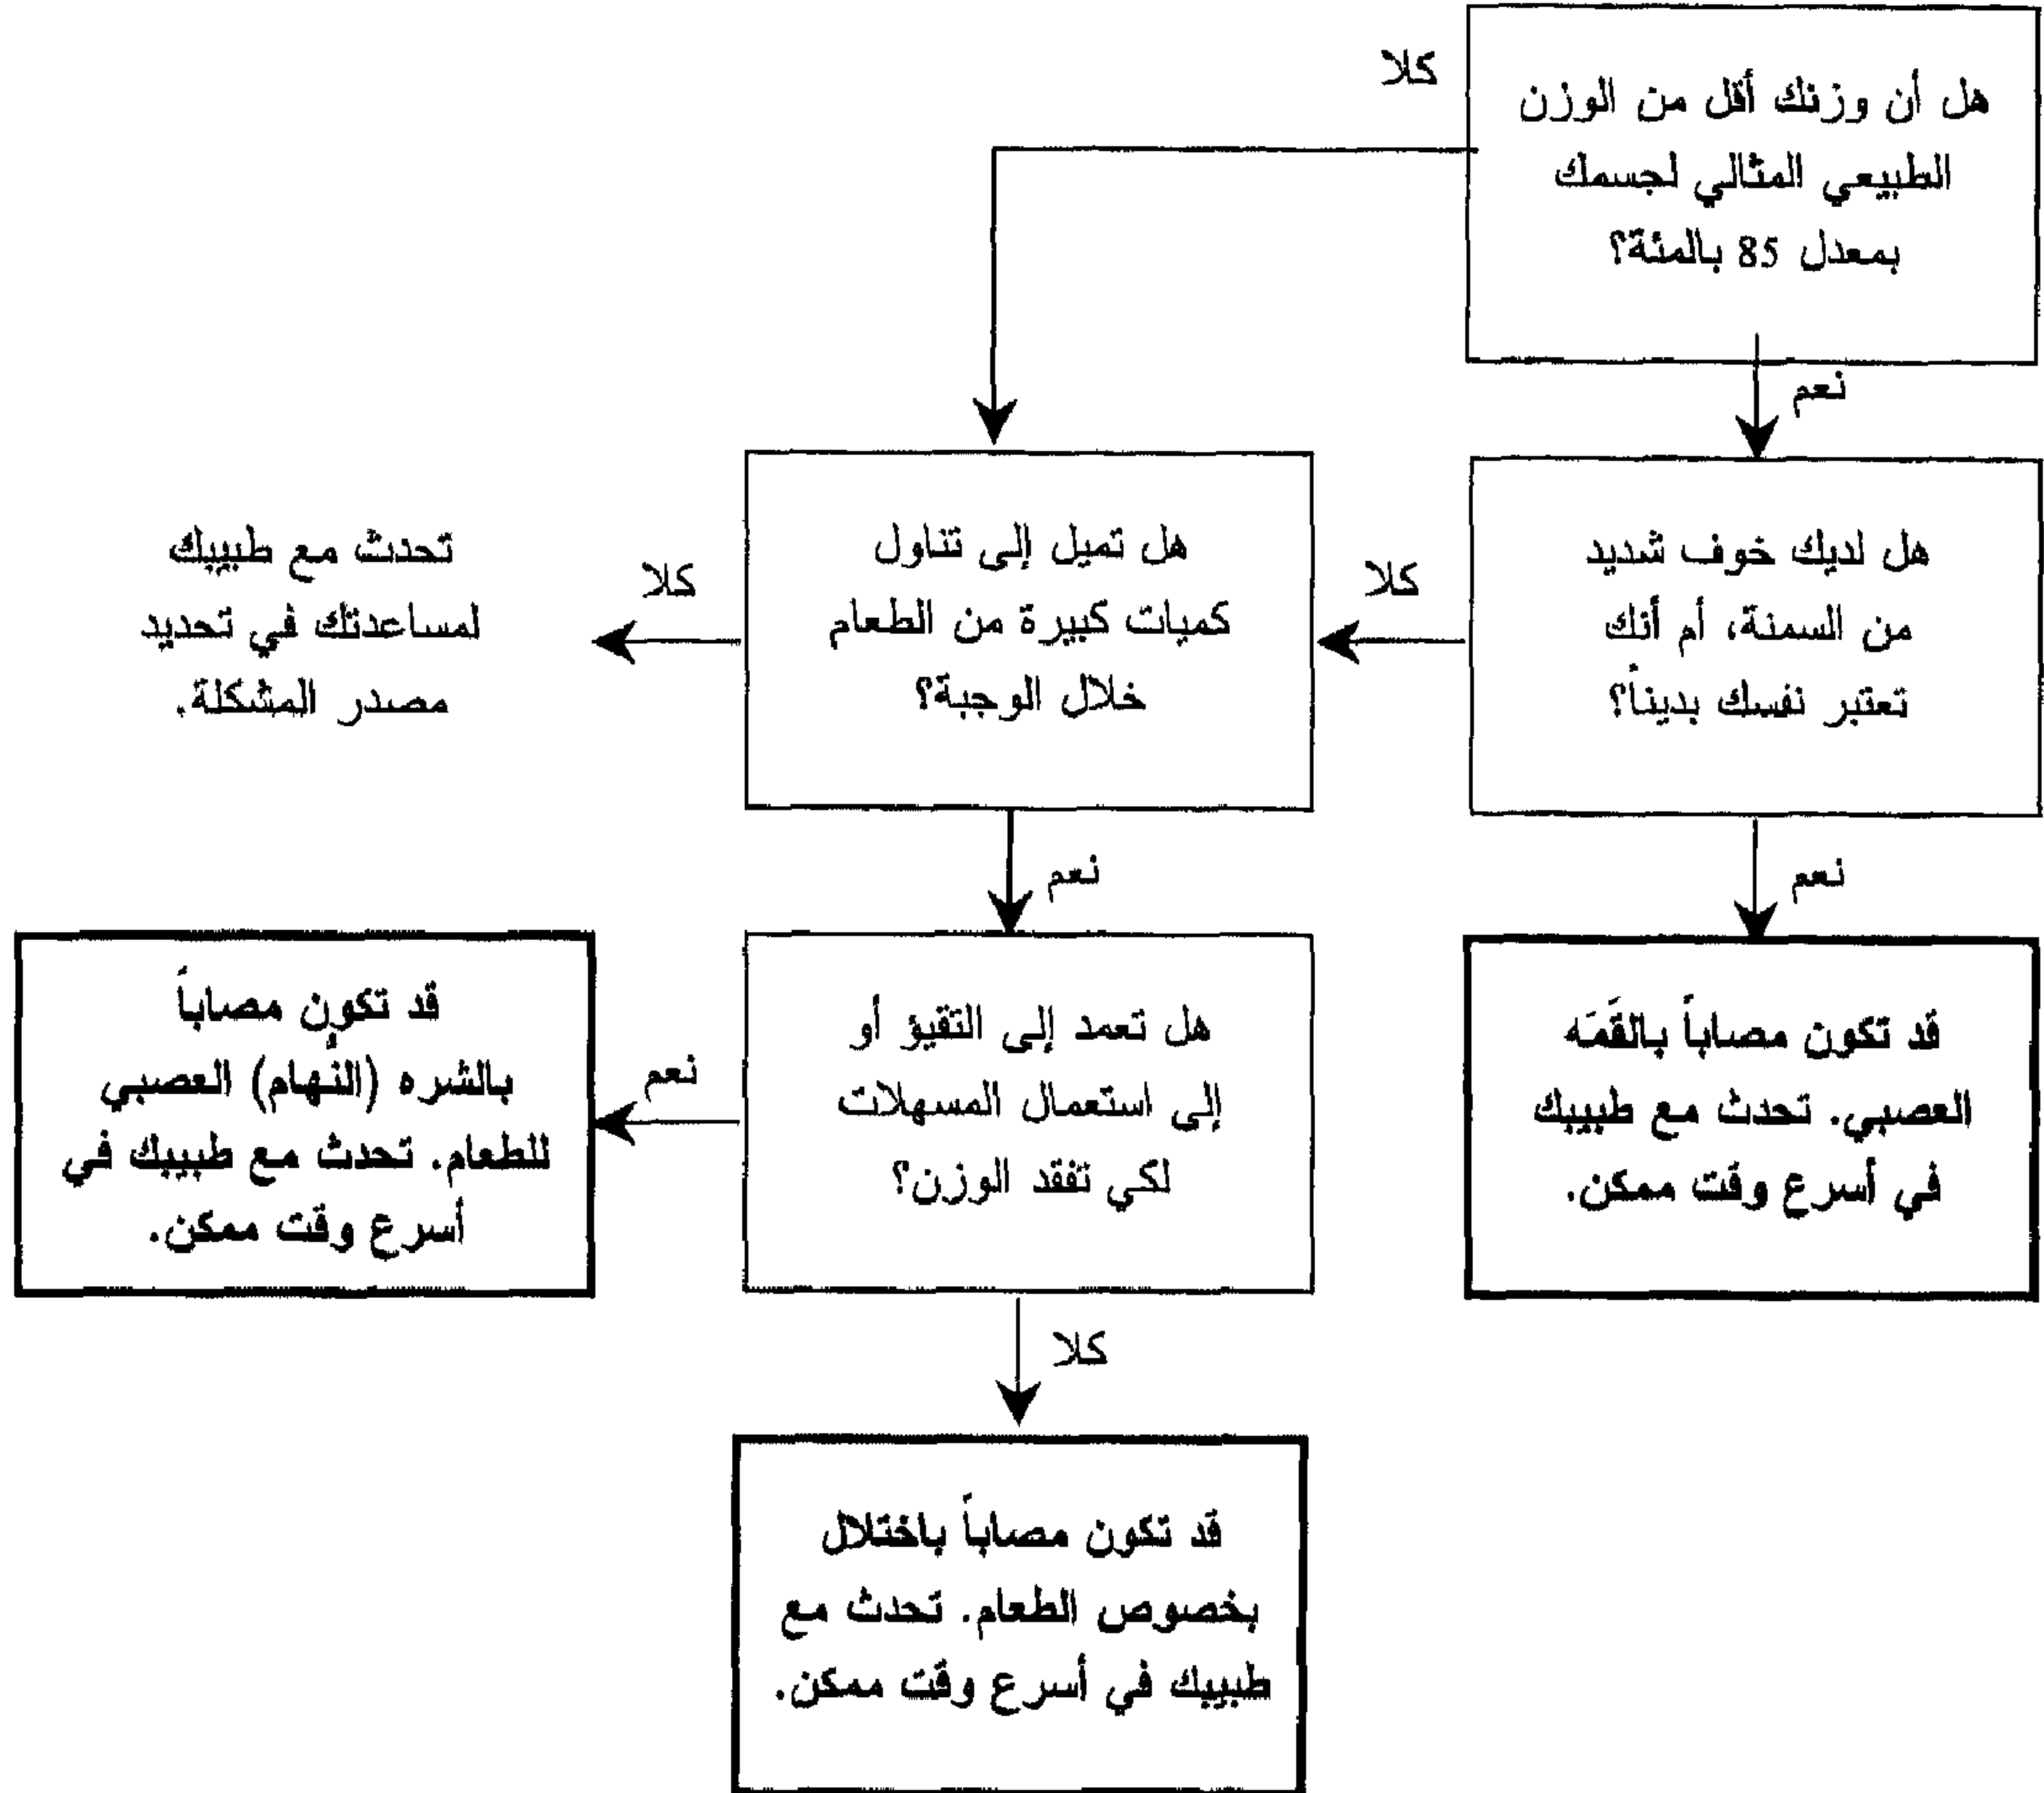 هل أن وزنك أقل من الوزن
الطبيعي المثالي لجسمك
بمعدل 85 بالمئة؟
كلا
نعم
هل لديك خوف شديد
من السمنة، أم أنك
تعتبر نفسك بديناً؟
كلا
هل تميل إلى تناول
كميات كبيرة من الطعام
خلال الوجبة؟
كلا
تحدث مع طبيبك
لمساعدتك في تحديد
مصدر المشكلة.
نعم
نعم
قد تكون مصاباً بالقمَه
العصبي. تحدث مع طبيبك
في أسرع وقت ممكن.
هل تعمد إلى التقيؤ أو
إلى استعمال المسهلات
لكي تفقد الوزن؟
نعم
قد تكون مصاباً
بالشره (النُهام) العصبي
للطعام. تحدث مع طبيبك في
أسرع وقت ممكن.
كلا
قد تكون مصاباً باختلال
بخصوص الطعام. تحدث مع
طبيبك في أسرع وقت ممكن.